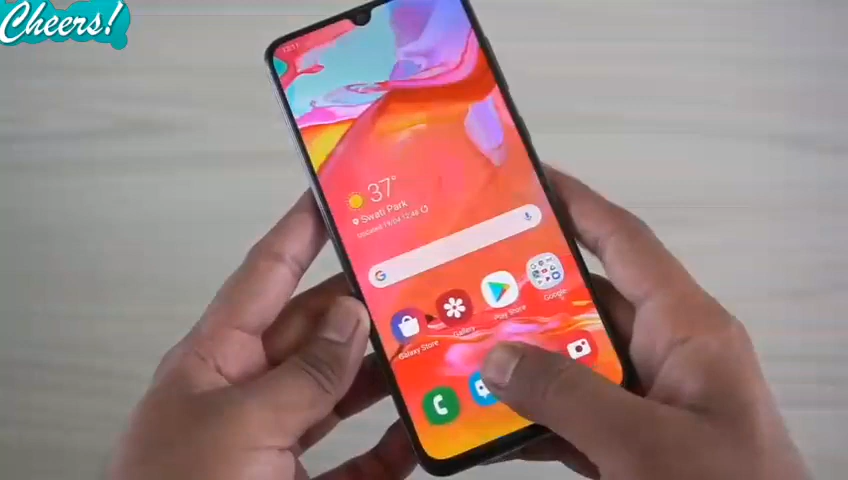 Cheers!
37°
Swati Park
Galaxy Store
Gallery
Play Store
Google